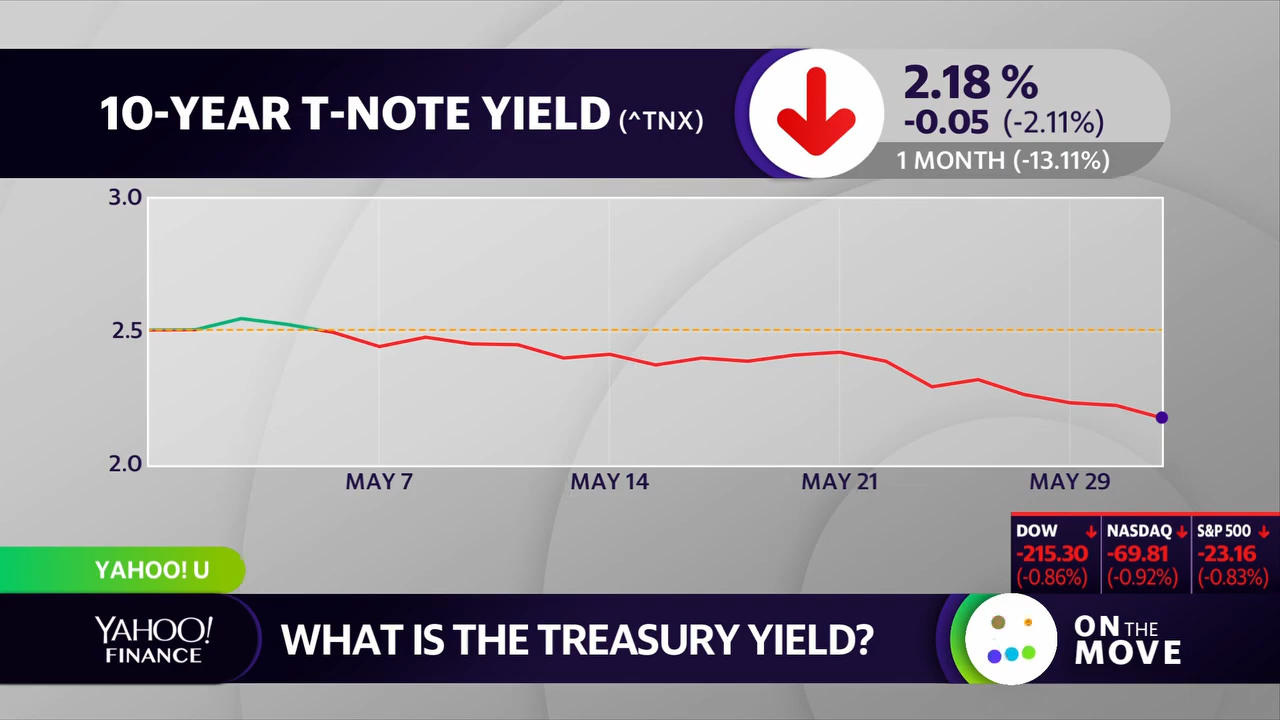 10-YEAR T-NOTE YIELD (^TNX)
2.18 %
-0.05 (-2.11%)
1 MONTH (-13.11%)
3.0
2.5
2.0
MAY 7 MAY 14 MAY 21 MAY 29
DOW NASDAQ S&P 500
-215.30 -69.81 -23.16
(-0.86%) (-0.92%) (-0.83%)
YAHOO! U
YAHOO!
FINANCE
WHAT IS THE TREASURY YIELD?
ON THE
MOVE